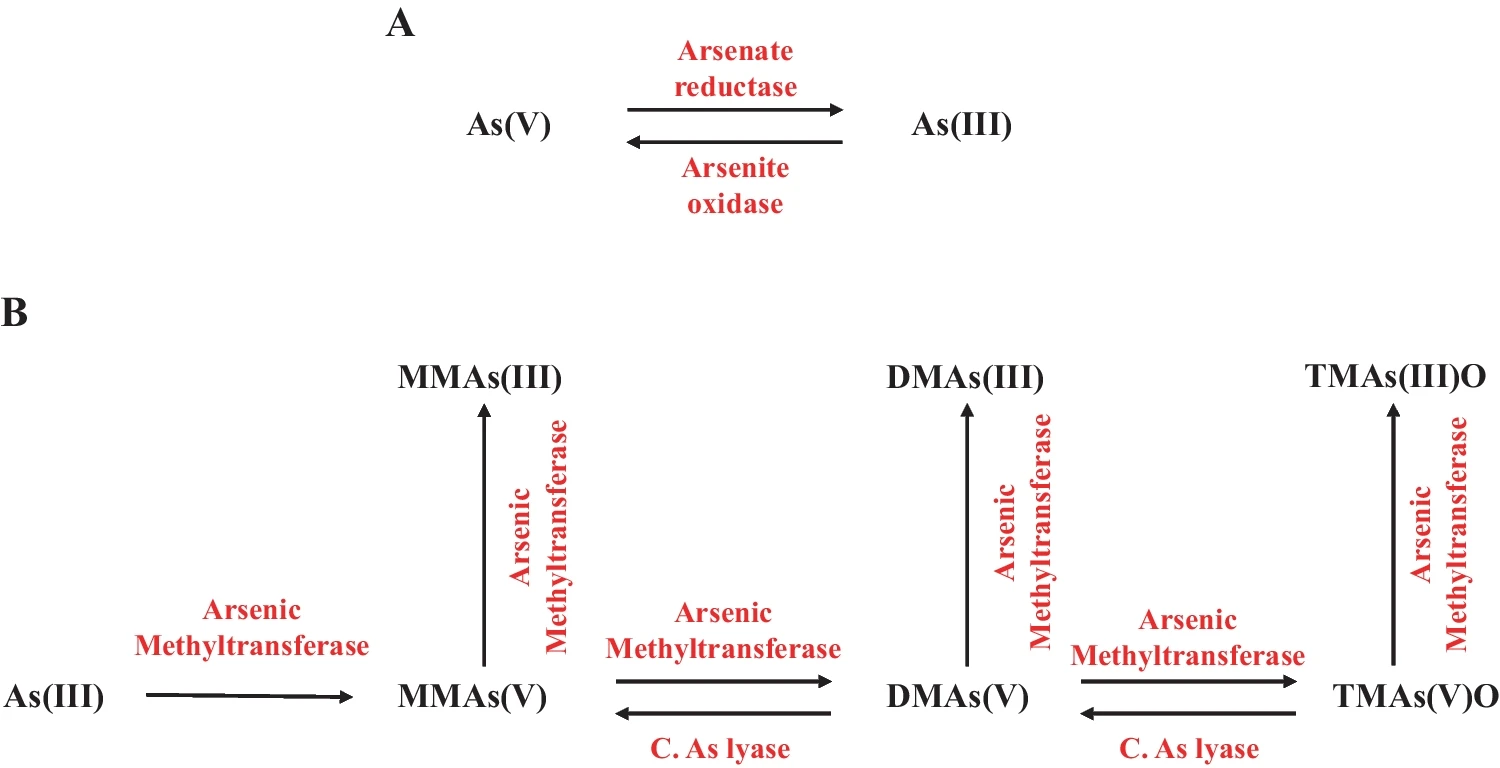 A
Arsenate
reductase
As(V)
As(III)
Arsenite
oxidase
B
MMAs(III)
DMAs(III)
TMAs(III)O
Arsenic
Methyltransferase
Arsenic
Methyltransferase
Arsenic
Methyltransferase
Arsenic
Methyltransferase
Arsenic
Methyltransferase
Arsenic
Methyltransferase
As(III)
MMAs(V)
DMAs(V)
TMAs(V)O
C. As lyase
C. As lyase